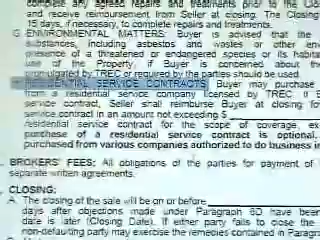 complete any agreed repairs and treatments prior to the Clos
and receive reimbursement from Seller at closing. The Closing
15 days, if necessary, to complete repairs and treatments.
G. ENVIRONMENTAL MATTERS: Buyer is advised that the
substances, including asbestos and wastes or other env
presence of a threatened or endangered species or its habita
use of the Property. If Buyer is concerned about th
promulgated by TREC or required by the parties should be used.
RESIDENTIAL SERVICE CONTRACTS: Buyer may purchase
from a residential service company licensed by TREC. If B
service contract, Seller shall reimburse Buyer at closing fo
service contract in an amount not exceeding $
residential service contract for the scope of coverage, ex
purchase of a residential service contract is optional.
purchased from various companies authorized to do business i
BROKERS' FEES: All obligations of the parties for payment of
separate written agreements.
CLOSING:
A. The closing of the sale will be on or before
days after objections made under Paragraph 6D have been
date is later (Closing Date). If either party fails to close the
non-defaulting party may exercise the remedies contained in Parag